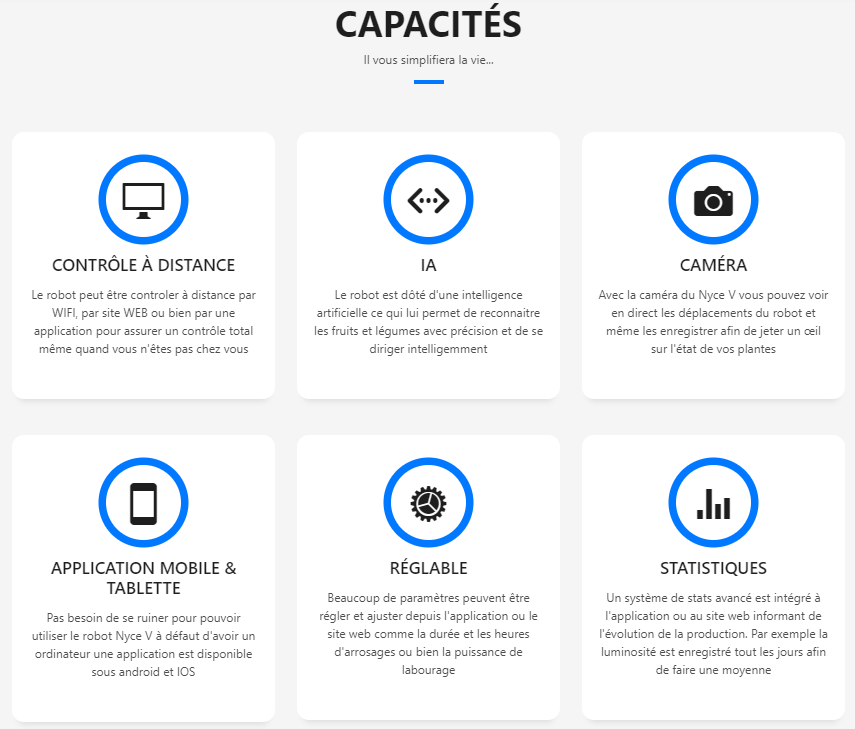 CAPACITÉS
Il vous simplifiera la vie...
CONTRÔLE À DISTANCE
Le robot peut être controler à distance par
WIFI, par site WEB ou bien par une
application pour assurer un contrôle total
même quand vous n'êtes pas chez vous
IA
Le robot est dôté d'une intelligence
artificielle ce qui lui permet de reconnaitre
les fruits et légumes avec précision et de se
diriger intelligemment
CAMÉRA
Avec la caméra du Nyce V vous pouvez voir
en direct les déplacements du robot et
même les enregistrer afin de jeter un œil
sur l'état de vos plantes
APPLICATION MOBILE &
TABLETTE
Pas besoin de se ruiner pour pouvoir
utiliser le robot Nyce V à défaut d'avoir un
ordinateur une application est disponible
sous android et IOS
RÉGLABLE
Beaucoup de paramètres peuvent être
régler et ajuster depuis l'application ou le
site web comme la durée et les heures
d'arrosages ou bien la puissance de
labourage
STATISTIQUES
Un système de stats avancé est intégré à
l'application ou au site web informant de
l'évolution de la production. Par exemple la
luminosité est enregistré tout les jours afin
de faire une moyenne